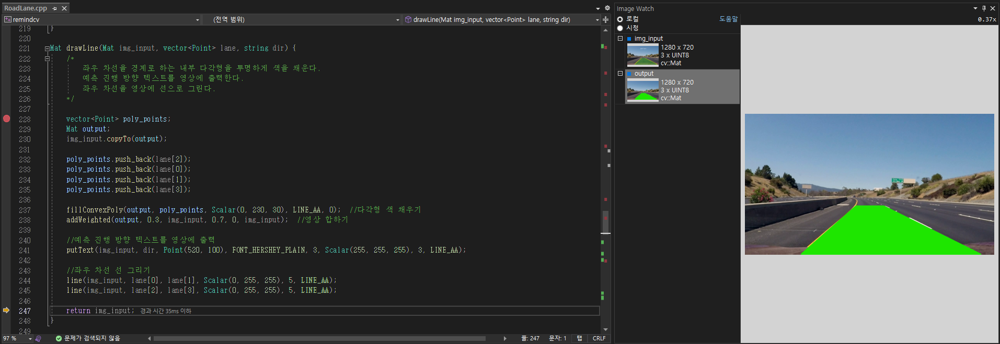 RoadLane.cpp
remindcv
(전역 범위)
drawLine(Mat img_input, vector<Point> lane, string dir)
219 }
220
221 Mat drawLine(Mat img_input, vector<Point> lane, string dir) {
222 /*
223 좌우 차선을 경계로 하는 내부 다각형을 투명하게 색을 채운다.
224 예측 진행 방향 텍스트를 영상에 출력한다.
225 좌우 차선을 영상에 선으로 그린다.
226 */
227
228 vector<Point> poly_points;
229 Mat output;
230 img_input.copyTo(output);
231
232 poly_points.push_back(lane[2]);
233 poly_points.push_back(lane[0]);
234 poly_points.push_back(lane[1]);
235 poly_points.push_back(lane[3]);
236
237 fillConvexPoly(output, poly_points, Scalar(0, 230, 30), LINE_AA, 0); //다각형 색 채우기
238 addWeighted(output, 0.3, img_input, 0.7, 0, img_input); //영상 합하기
239
240 //예측 진행 방향 텍스트를 영상에 출력
241 putText(img_input, dir, Point(520, 100), FONT_HERSHEY_PLAIN, 3, Scalar(255, 255, 255), 3, LINE_AA);
242
243 //좌우 차선 선 그리기
244 line(img_input, lane[0], lane[1], Scalar(0, 255, 255), 5, LINE_AA);
245 line(img_input, lane[2], lane[3], Scalar(0, 255, 255), 5, LINE_AA);
246
247 return img_input; 경과 시간 35ms 이하
248 }
249
97 %
문제가 검색되지 않음
줄: 247
문자: 1
탭
CRLF
Image Watch
로컬
도움말
0.37x
시청
img_input
1280 x 720
3 x UINT8
cv::Mat
output
1280 x 720
3 x UINT8
cv::Mat